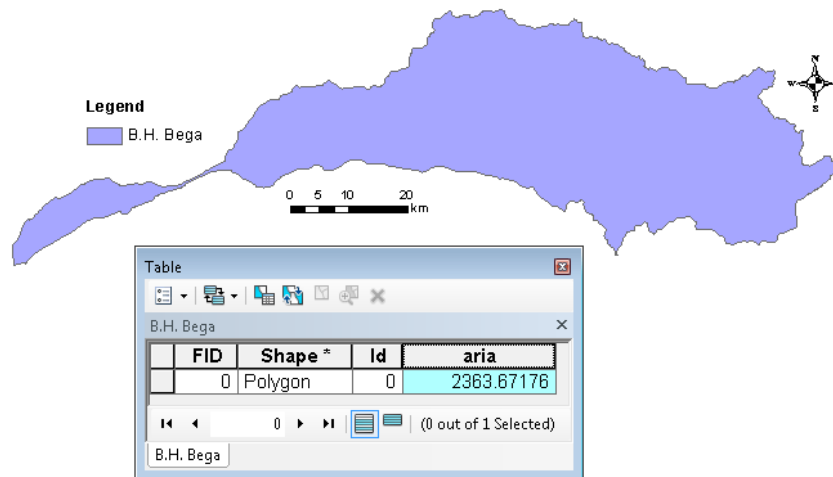 N
W
S
Legend
B.H. Bega
0 5 10 20
km
Table
B.H. Bega
FID Shape * Id aria
0 Polygon 0 2363.67176
0 (0 out of 1 Selected)
B.H. Bega